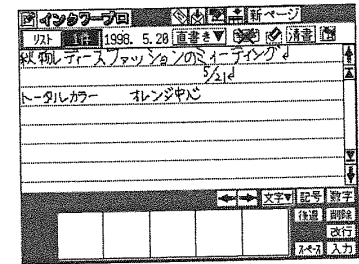 インクワープロ 新ページ
リスト 1件 1998. 5.28 直書き▼ 清書
秋物レディースファッションのミーティング↲
5/21↲
トータルカラー オレンジ中心
文字▼ 記号 数字
後退 削除
改行
スペース 入力